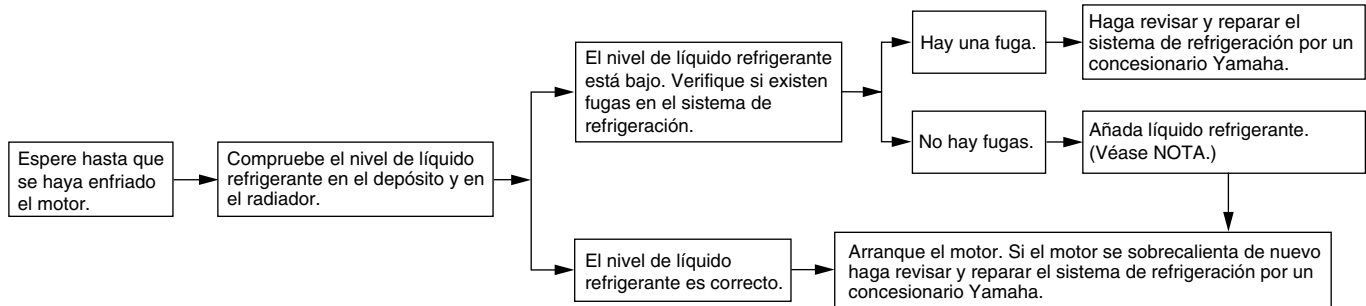 Espere hasta que
se haya enfriado
el motor.
Compruebe el nivel de líquido
refrigerante en el depósito y en
el radiador.
El nivel de líquido refrigerante
está bajo. Verifique si existen
fugas en el sistema de
refrigeración.
Hay una fuga.
Haga revisar y reparar el
sistema de refrigeración por un
concesionario Yamaha.
No hay fugas.
Añada líquido refrigerante.
(Véase NOTA.)
El nivel de líquido
refrigerante es correcto.
Arranque el motor. Si el motor se sobrecalienta de nuevo
haga revisar y reparar el sistema de refrigeración por un
concesionario Yamaha.